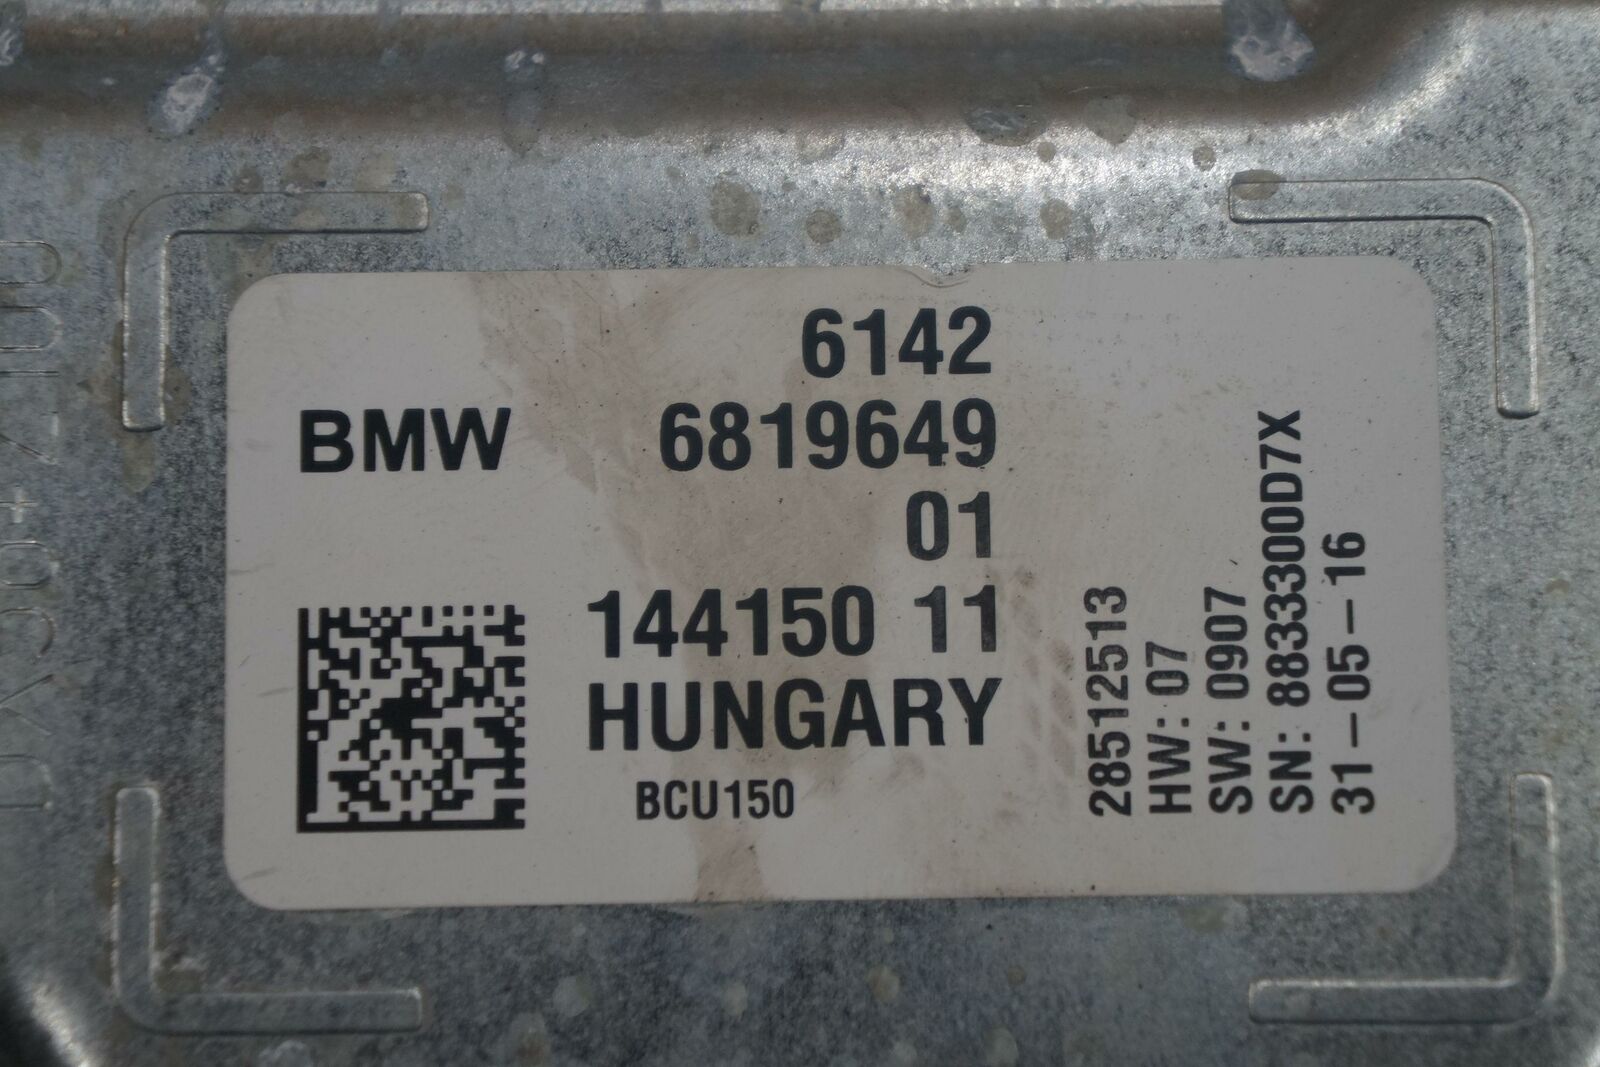 6142
BMW 6819649
01
144150 11
HUNGARY
BCU150
28512513
HW: 07
SW: 0907
SN: 8833300D7X
31-05-16